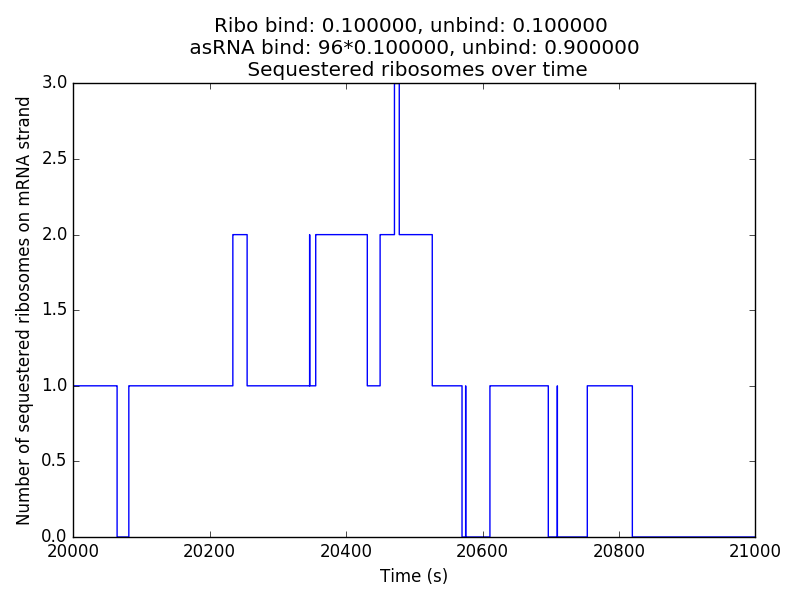 Ribo bind: 0.100000, unbind: 0.100000
asRNA bind: 96*0.100000, unbind: 0.900000
Sequestered ribosomes over time
Number of sequestered ribosomes on mRNA strand
3.0
2.5
2.0
1.5
1.0
0.5
0.0
20000 20200 20400 20600 20800 21000
Time (s)